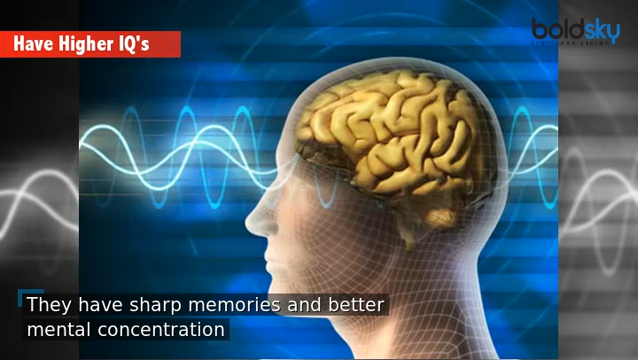 Have Higher IQ's
boldsky
They have sharp memories and better
mental concentration